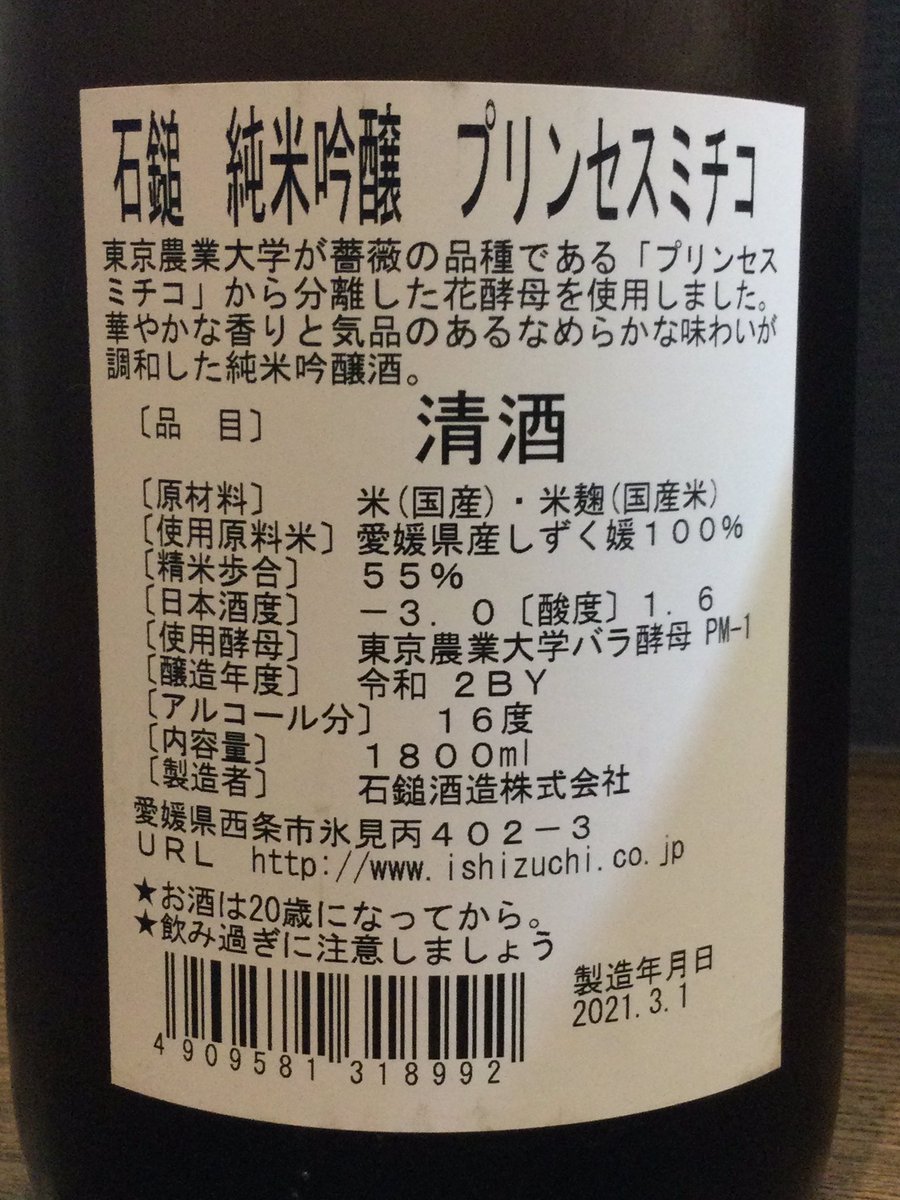 石鎚　純米吟醸　プリンセスミチコ
東京農業大学が薔薇の品種である「プリンセス
ミチコ」から分離した花酵母を使用しました。
華やかな香りと気品のあるなめらかな味わいが
調和した純米吟醸酒。
〔品　目〕　清酒
〔原材料〕　米(国産)・米麹(国産米)
〔使用原料米〕　愛媛県産しずく媛１００％
〔精米歩合〕　５５％
〔日本酒度〕　－３．０〔酸度〕１．６
〔使用酵母〕　東京農業大学バラ酵母 PM-1
〔醸造年度〕　令和 ２ＢＹ
〔アルコール分〕　１６度
〔内容量〕　１８００ml
〔製造者〕　石鎚酒造株式会社
愛媛県西条市氷見丙４０２－３
ＵＲＬ　http://www.ishizuchi.co.jp
★お酒は20歳になってから。
★飲み過ぎに注意しましょう
製造年月日
2021.3.1
4 909581 318992